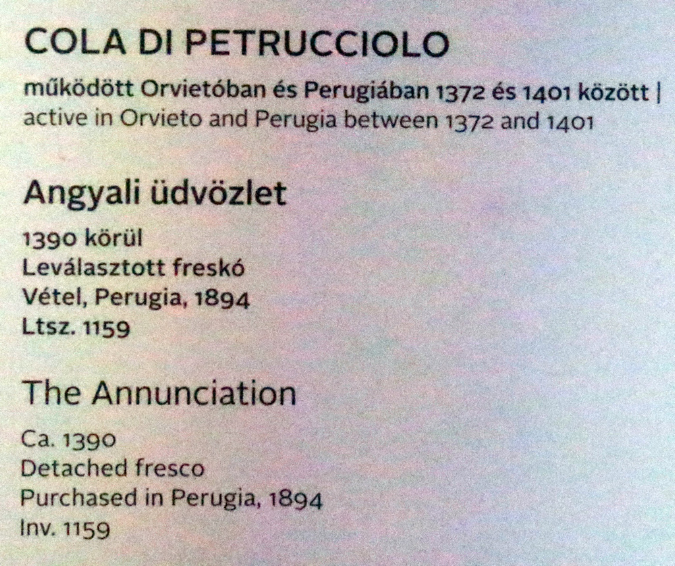 COLA DI PETRUCCIOLO
működött Orvietóban és Perugiában 1372 és 1401 között |
active in Orvieto and Perugia between 1372 and 1401
Angyali üdvözlet
1390 körül
Leválasztott freskó
Vétel, Perugia, 1894
Ltsz. 1159
The Annunciation
Ca. 1390
Detached fresco
Purchased in Perugia, 1894
Inv. 1159